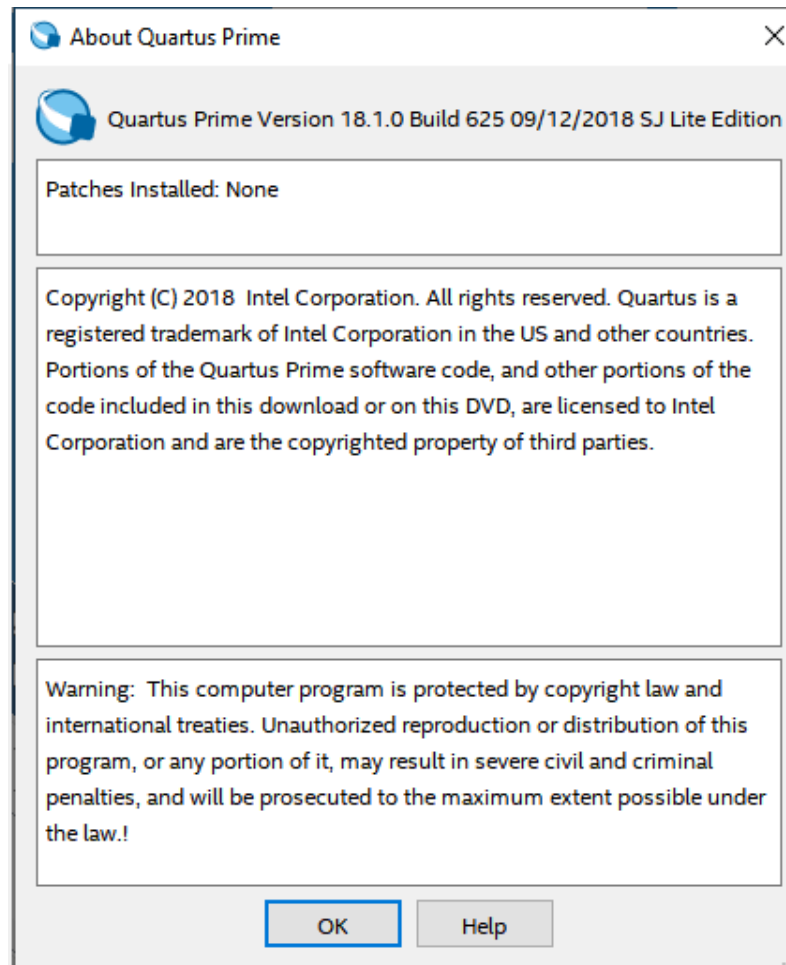 About Quartus Prime
Quartus Prime Version 18.1.0 Build 625 09/12/2018 SJ Lite Edition
Patches Installed: None
Copyright (C) 2018  Intel Corporation. All rights reserved. Quartus is a
registered trademark of Intel Corporation in the US and other countries.
Portions of the Quartus Prime software code, and other portions of the
code included in this download or on this DVD, are licensed to Intel
Corporation and are the copyrighted property of third parties.
Warning:  This computer program is protected by copyright law and
international treaties. Unauthorized reproduction or distribution of this
program, or any portion of it, may result in severe civil and criminal
penalties, and will be prosecuted to the maximum extent possible under
the law.!
OK
Help